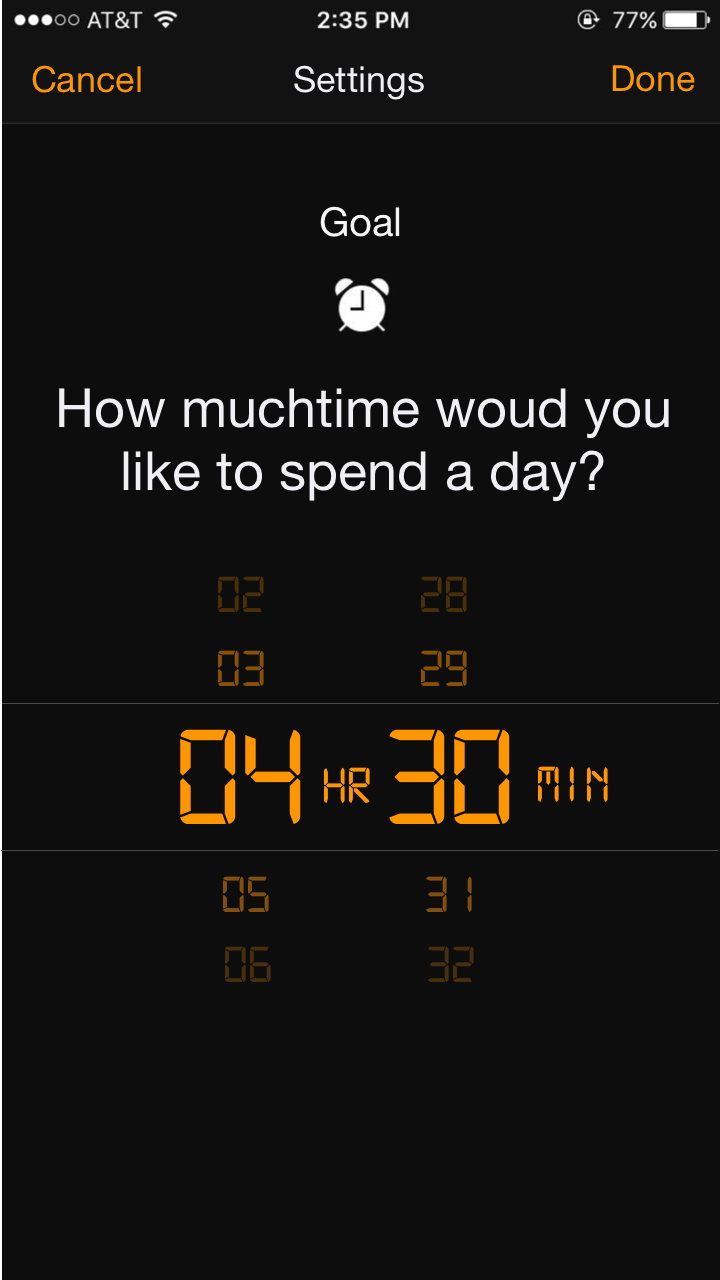 AT&T 2:35 PM 77%
Cancel Settings Done
Goal
How muchtime woud you
like to spend a day?
02 28
03 29
04 HR 30 MIN
05 31
06 32